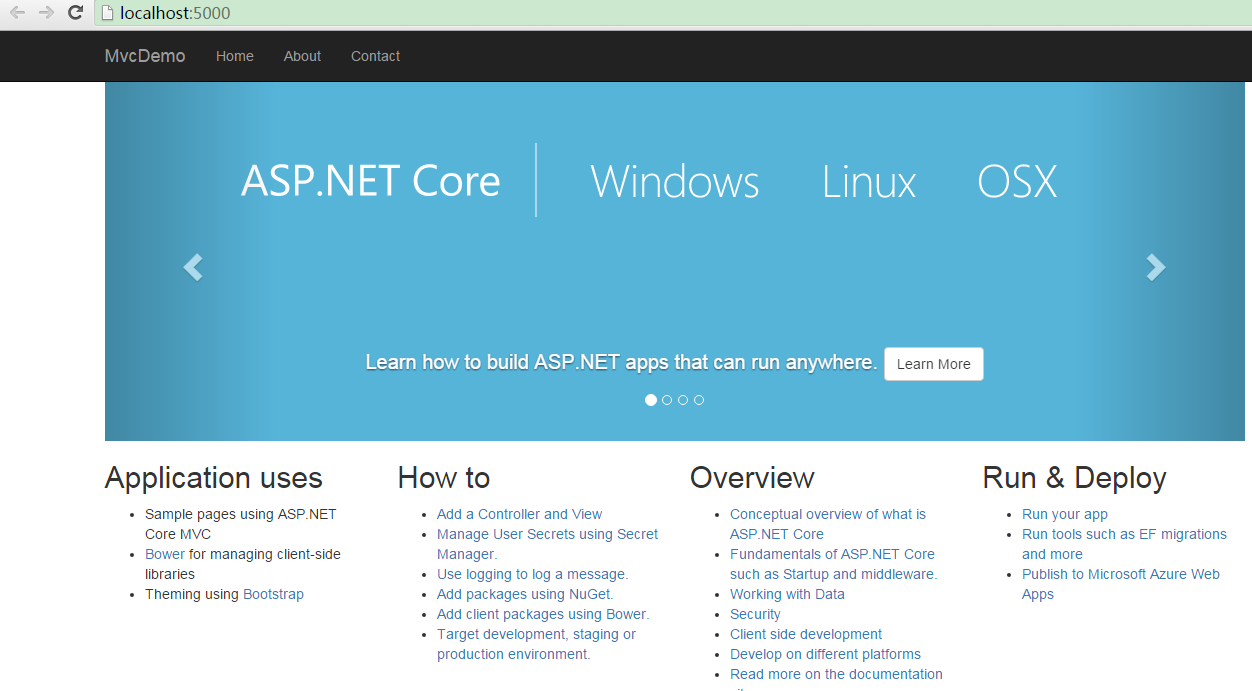 localhost:5000
MvcDemo Home About Contact
ASP.NET Core Windows Linux OSX
Learn how to build ASP.NET apps that can run anywhere. Learn More
Application uses
Sample pages using ASP.NET
Core MVC
Bower for managing client-side
libraries
Theming using Bootstrap
How to
Add a Controller and View
Manage User Secrets using Secret
Manager.
Use logging to log a message.
Add packages using NuGet.
Add client packages using Bower.
Target development, staging or
production environment.
Overview
Conceptual overview of what is
ASP.NET Core
Fundamentals of ASP.NET Core
such as Startup and middleware.
Working with Data
Security
Client side development
Develop on different platforms
Read more on the documentation
Run & Deploy
Run your app
Run tools such as EF migrations
and more
Publish to Microsoft Azure Web
Apps